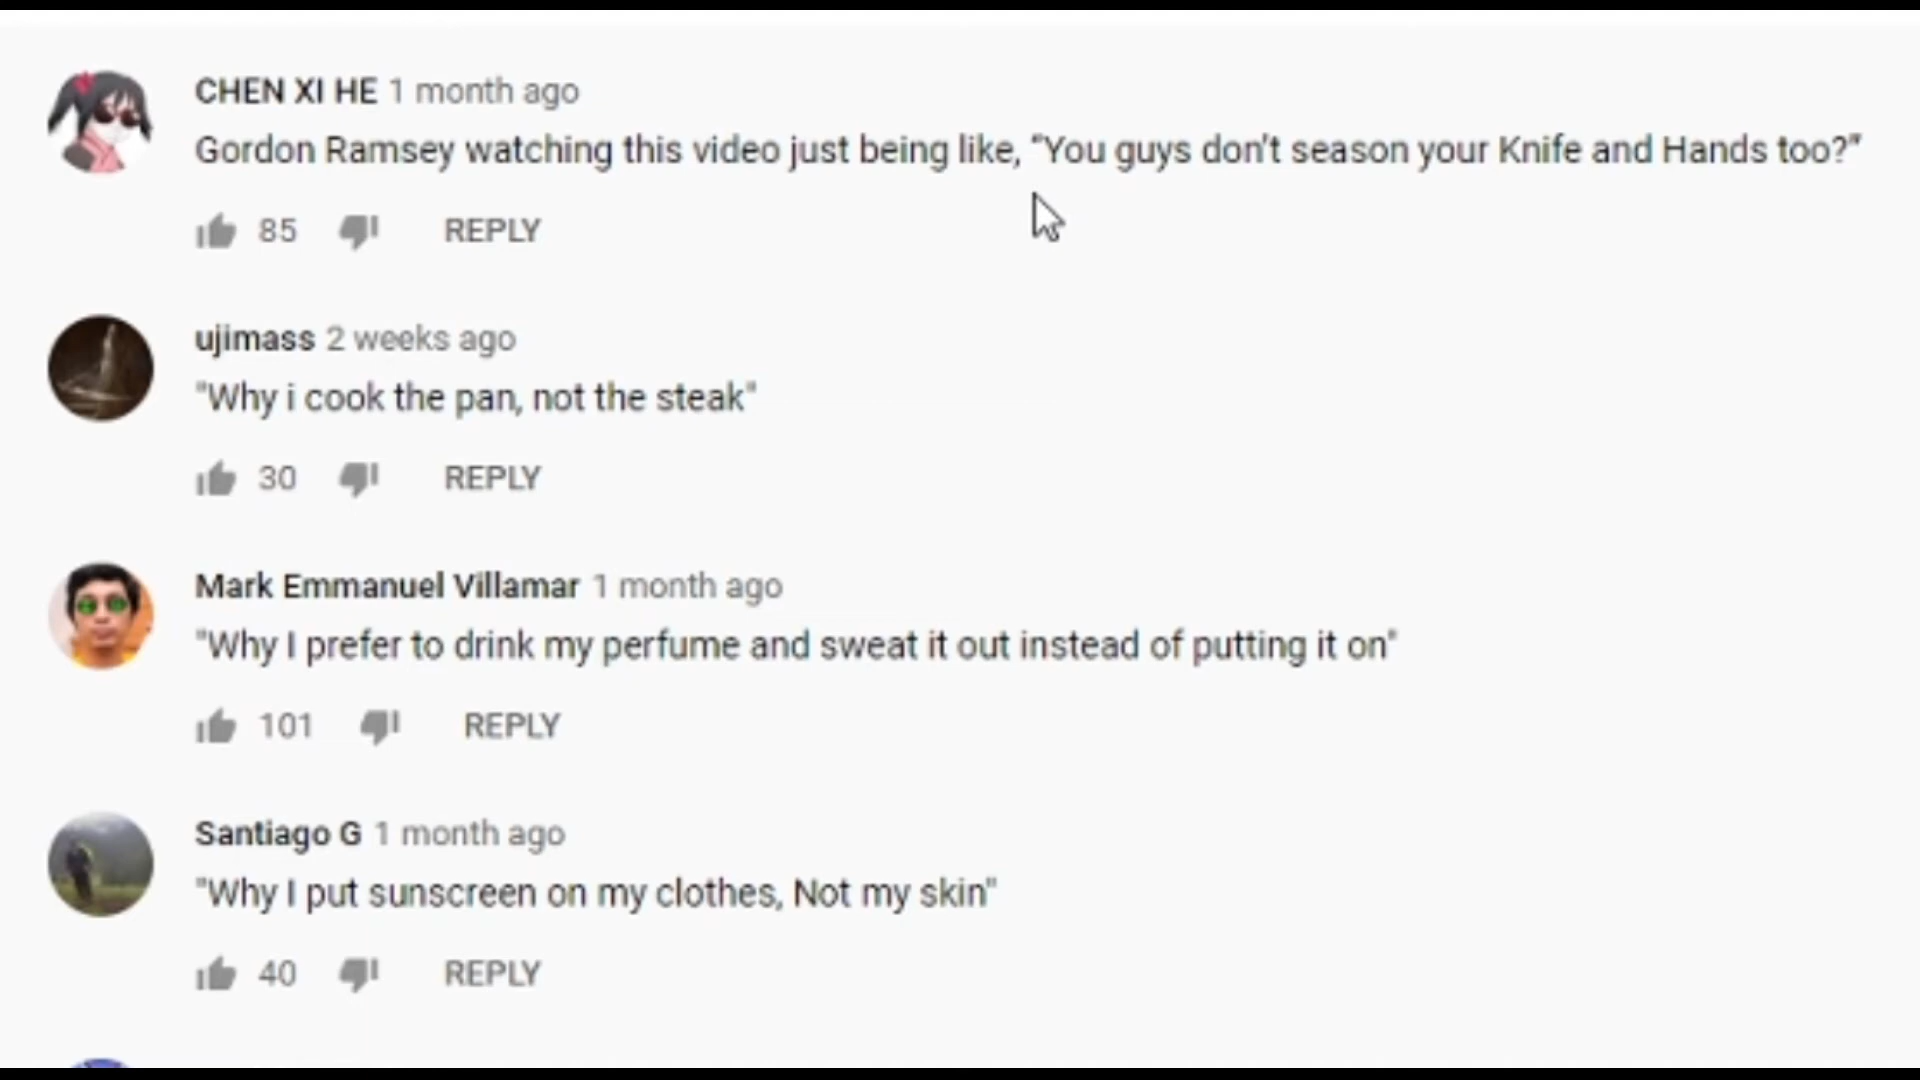 CHEN XI HE 1 month ago
Gordon Ramsey watching this video just being like, “You guys don't season your Knife and Hands too?”
85 REPLY
ujimass 2 weeks ago
"Why i cook the pan, not the steak"
30 REPLY
Mark Emmanuel Villamar 1 month ago
"Why I prefer to drink my perfume and sweat it out instead of putting it on"
101 REPLY
Santiago G 1 month ago
"Why I put sunscreen on my clothes, Not my skin"
40 REPLY